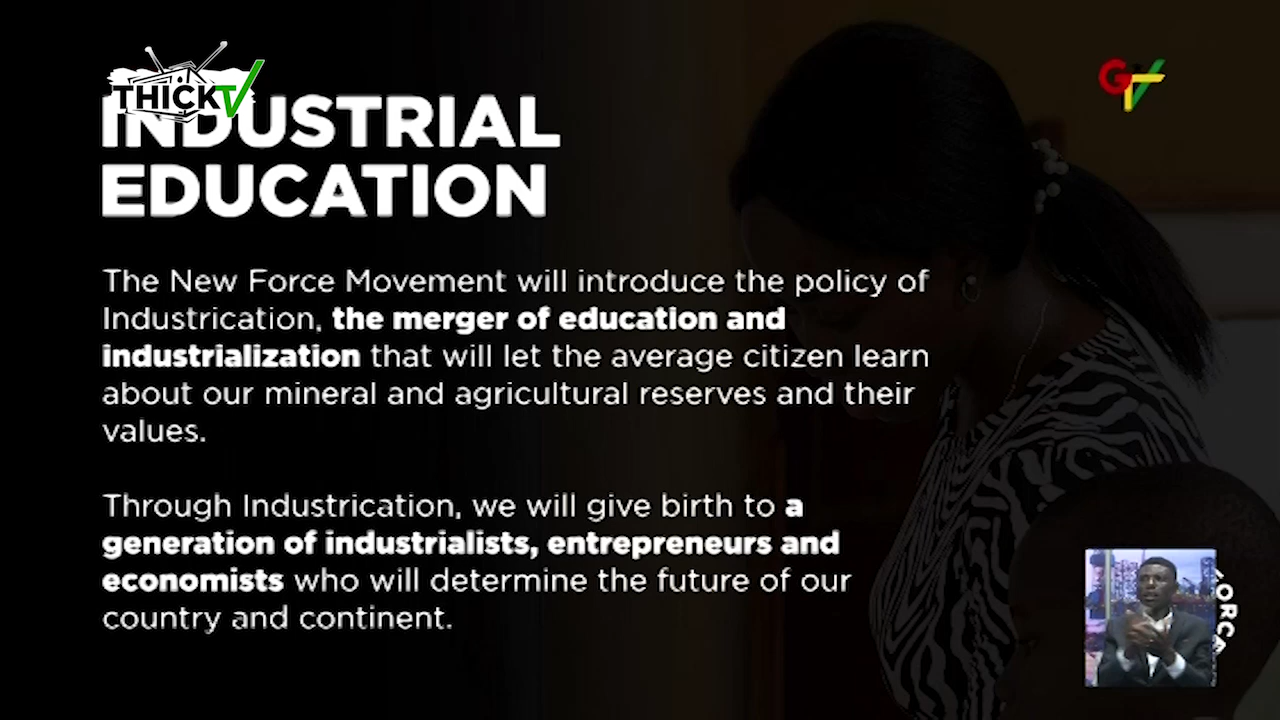 THICKTV
GTV
INDUSTRIAL
EDUCATION
The New Force Movement will introduce the policy of
Industrication, the merger of education and
industrialization that will let the average citizen learn
about our mineral and agricultural reserves and their
values.
Through Industrication, we will give birth to a
generation of industrialists, entrepreneurs and
economists who will determine the future of our
country and continent.